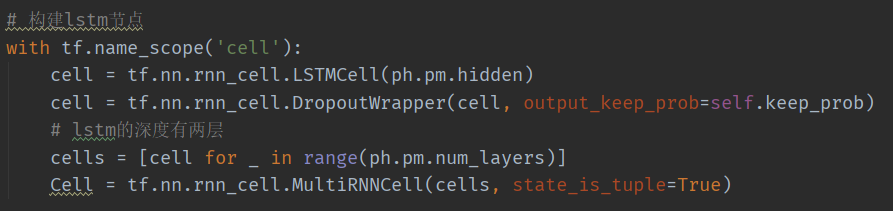 # 构建lstm节点
with tf.name_scope('cell'):
    cell = tf.nn.rnn_cell.LSTMCell(ph.pm.hidden)
    cell = tf.nn.rnn_cell.DropoutWrapper(cell, output_keep_prob=self.keep_prob)
    # lstm的深度有两层
    cells = [cell for _ in range(ph.pm.num_layers)]
    Cell = tf.nn.rnn_cell.MultiRNNCell(cells, state_is_tuple=True)